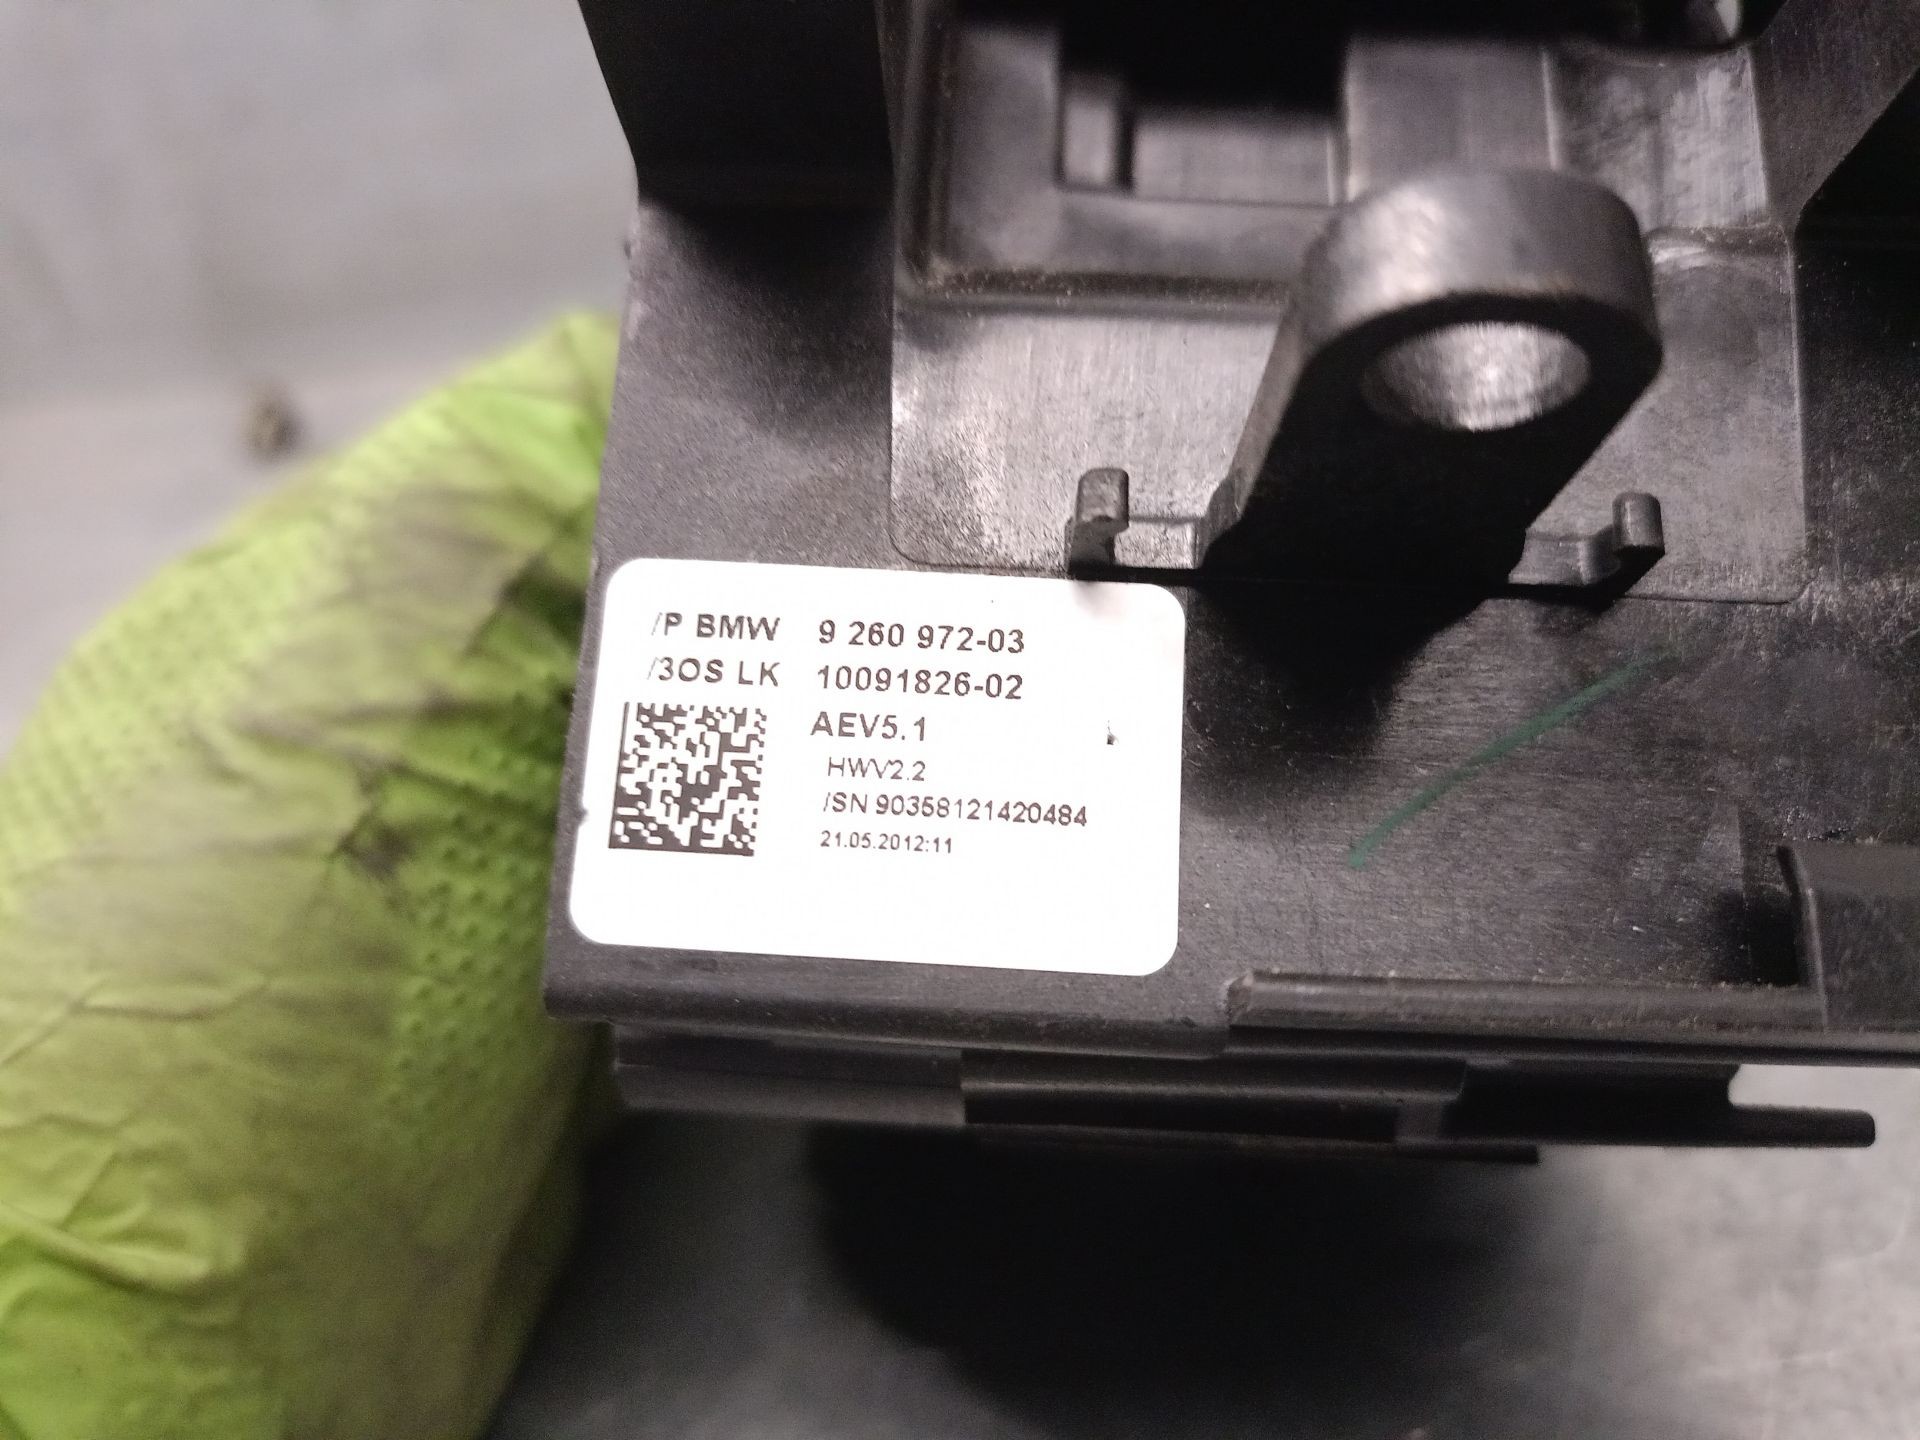 /P BMW 9 260 972-03
/3OS LK 10091826-02
AEV5.1
HWV2.2
/SN 90358121420484
21.05.2012:11